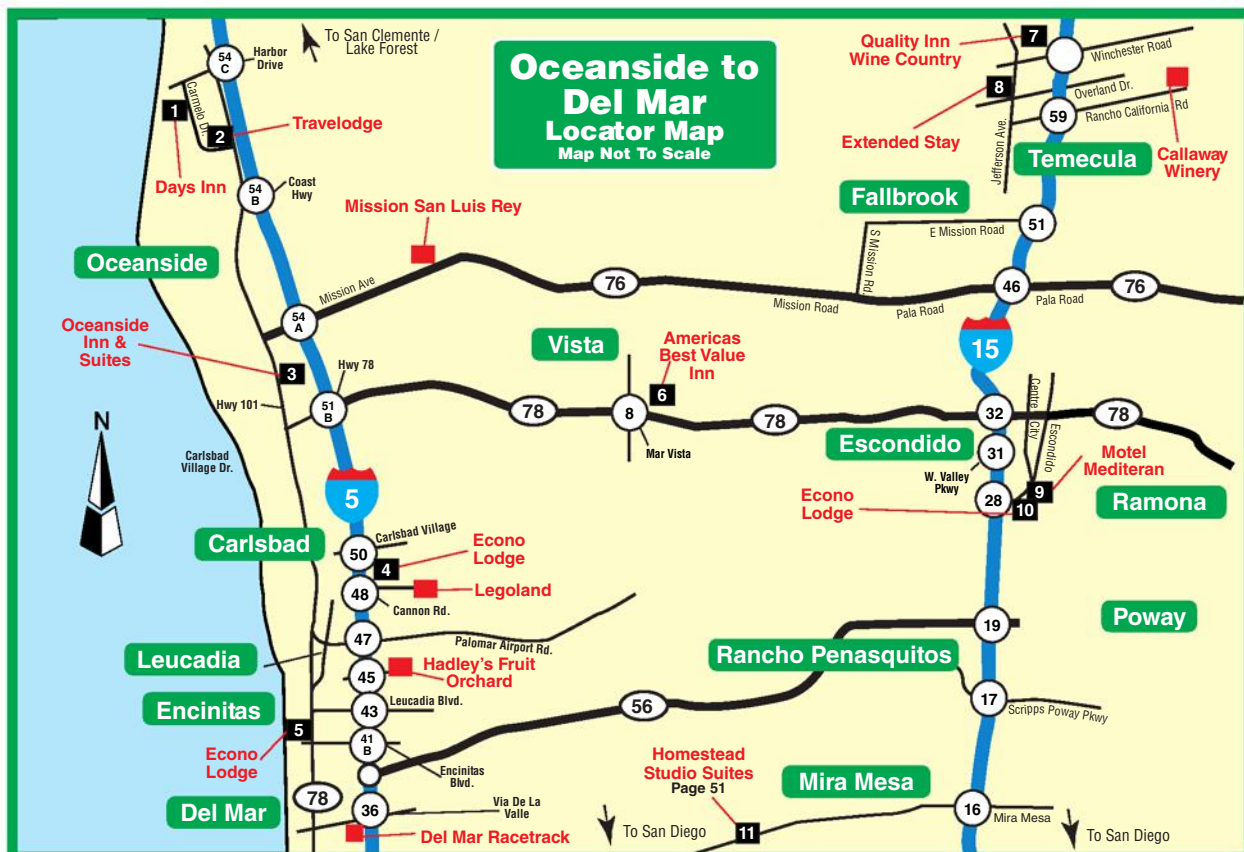 Oceanside to
Del Mar
Locator Map
Map Not To Scale
To San Clemente /
Lake Forest
54
C
Harbor
Drive
Carmelo Dr.
1
2
Travelodge
Days Inn
54
B
Coast
Hwy
Mission San Luis Rey
Oceanside
Mission Ave
54
A
76
Mission Road
Pala Road
46
Pala Road
76
Quality Inn
Wine Country
7
Winchester Road
8
Overland Dr.
Rancho California Rd
59
Extended Stay
Jefferson Ave.
Temecula
Callaway
Winery
Fallbrook
51
E Mission Road
S Mission Rd
15
Oceanside
Inn &
Suites
3
Hwy 101
Hwy 78
51
B
78
Vista
Americas
Best Value
Inn
6
8
Mar Vista
78
32
78
Centre City
Escondido
Escondido
31
W. Valley
Pkwy
28
Motel
Mediteran
9
10
Econo
Lodge
Ramona
N
Carlsbad
Village Dr.
5
Carlsbad
50
Carlsbad Village
4
Econo
Lodge
48
Legoland
Cannon Rd.
47
Palomar Airport Rd.
Leucadia
45
Hadley's Fruit
Orchard
Encinitas
43
Leucadia Blvd.
5
Econo
Lodge
41
B
Encinitas
Blvd.
56
19
Poway
Rancho Penasquitos
17
Scripps Poway Pkwy
78
Del Mar
36
Via De La
Valle
Del Mar Racetrack
Homestead
Studio Suites
Page 51
To San Diego
11
Mira Mesa
16
Mira Mesa
To San Diego